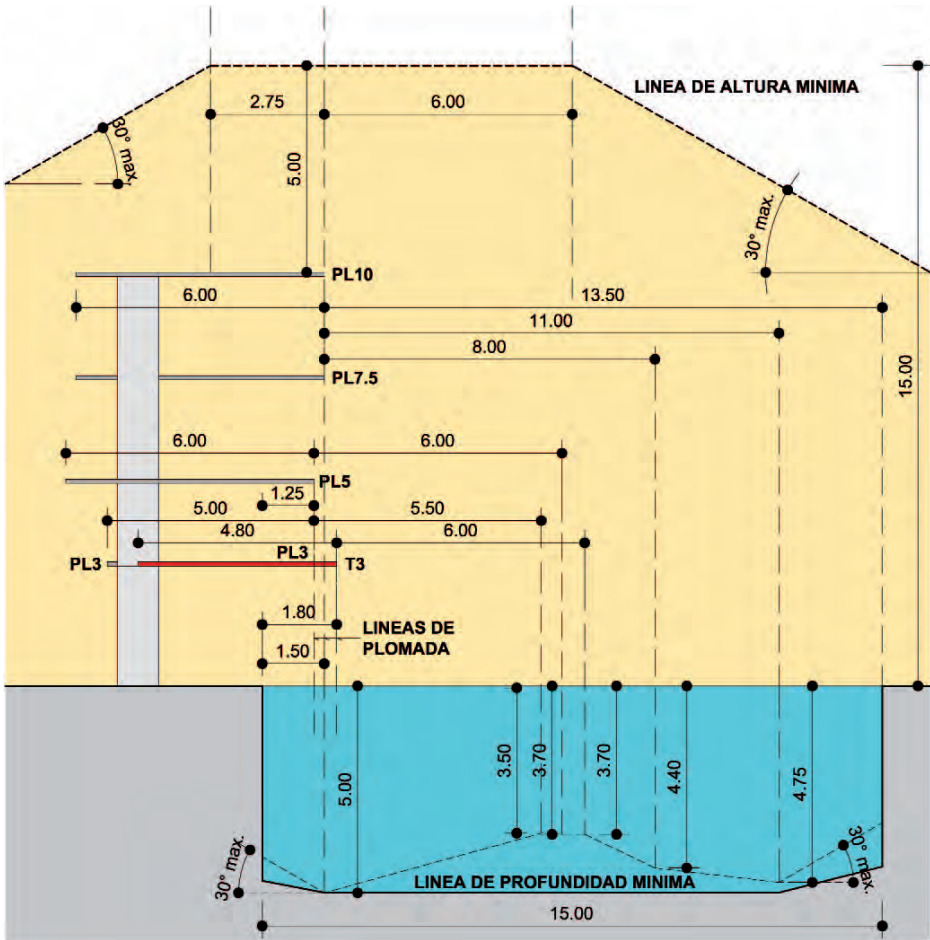 LINEA DE ALTURA MINIMA
2.75
6.00
30° max.
5.00
30° max.
PL10
6.00
13.50
11.00
8.00
15.00
PL7.5
6.00
6.00
PL5
1.25
5.00
5.50
4.80
6.00
PL3
PL3
T3
1.80
LINEAS DE
PLOMADA
1.50
3.50
3.70
3.70
4.40
4.75
5.00
30° max.
30° max.
LINEA DE PROFUNDIDAD MINIMA
15.00